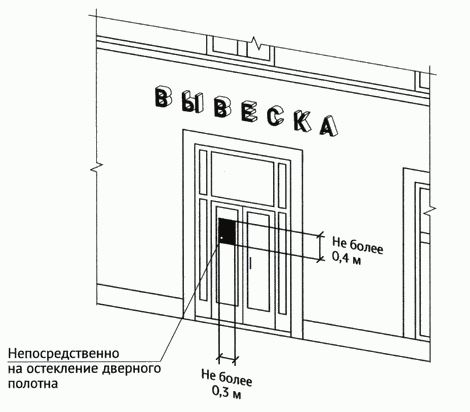 ВЫВЕСКА
Не более
0,4 м
Непосредственно
на остекление дверного
полотна
Не более
0,3 м